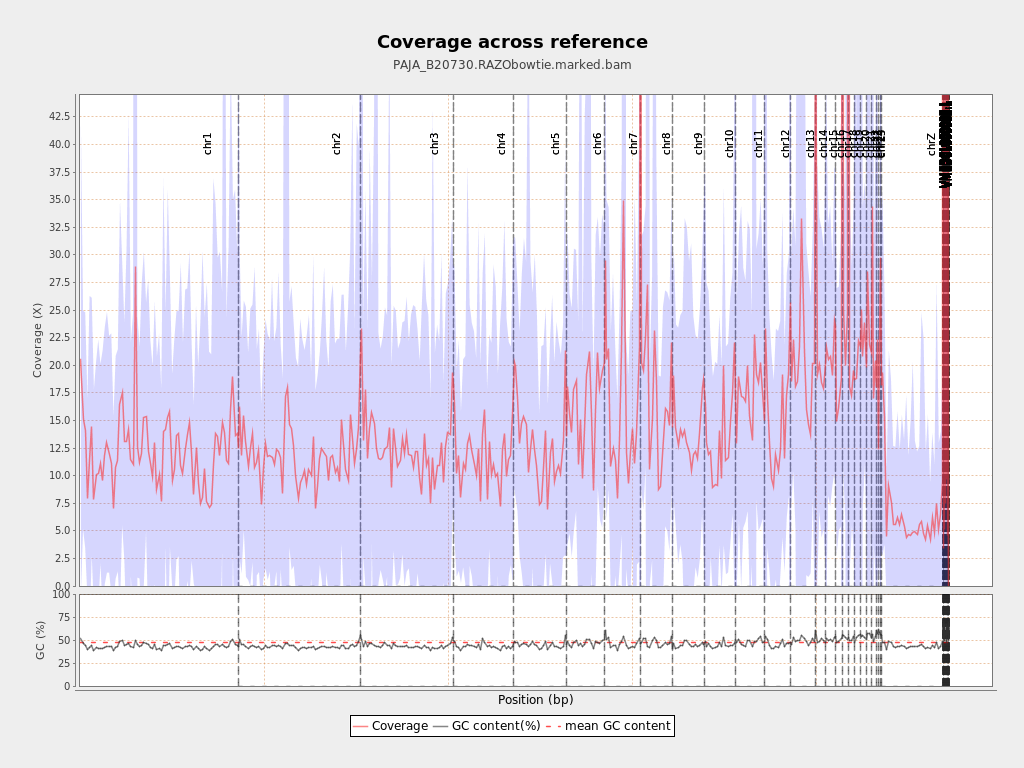 Coverage across reference
PAJA_B20730.RAZObowtie.marked.bam
Coverage (X)
42.5
40.0
37.5
35.0
32.5
30.0
27.5
25.0
22.5
20.0
17.5
15.0
12.5
10.0
7.5
5.0
2.5
0.0
chr1
chr2
chr3
chr4
chr5
chr6
chr7
chr8
chr9
chr10
chr11
chr12
chr13
chr14
chr15
chrZ
GC (%)
100
75
50
25
0
Position (bp)
Coverage GC content(%) mean GC content